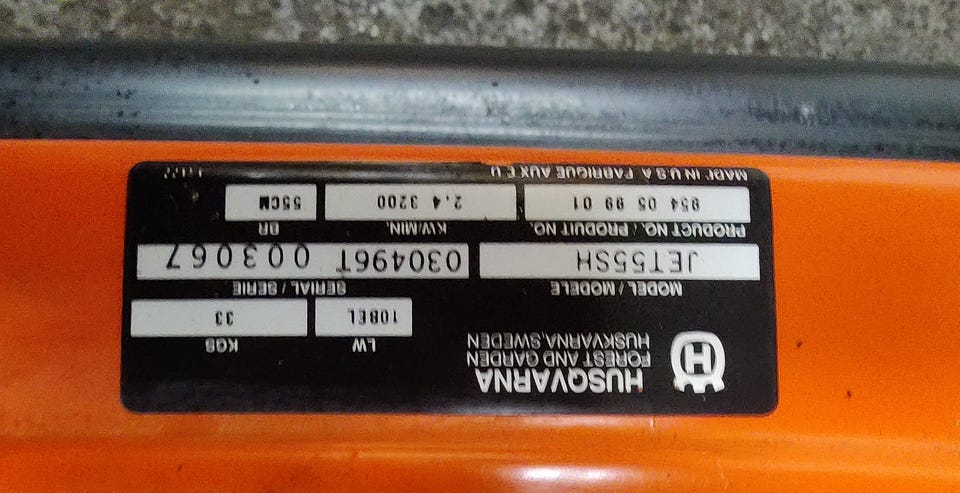 H
HUSQVARNA
FOREST AND GARDEN
HUSKVARNA, SWEDEN
LW KGS
10BEL 33
MODEL / MODELE SERIAL / SERIE
JET55SH 030496T 003067
PRODUCT NO. / PRODUIT NO. KW/MIN. BR
954 05 99 01 2.4 3200 55CM
MADE IN U.S.A. FABRIQUE AUX E.U.